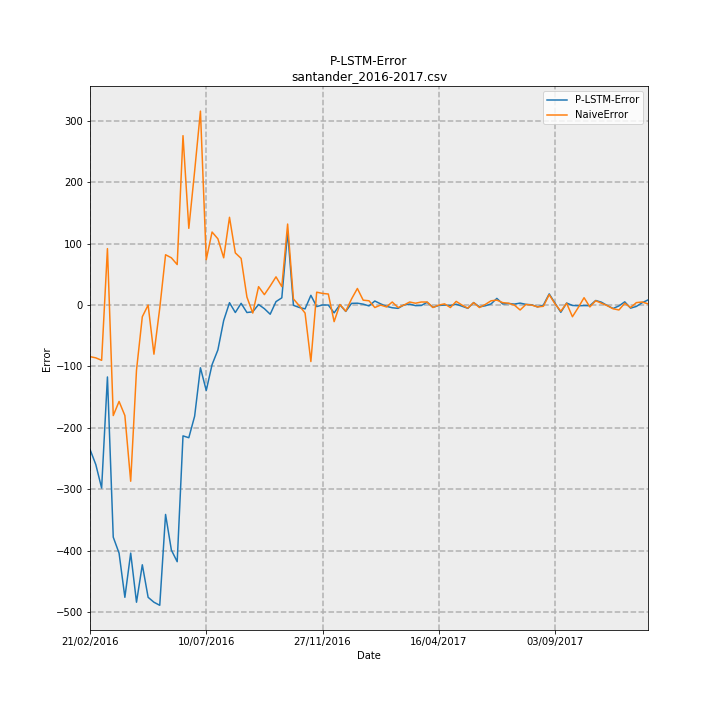 P-LSTM-Error
santander_2016-2017.csv
P-LSTM-Error
NaiveError
300
200
100
0
−100
−200
−300
−400
−500
Error
21/02/2016
10/07/2016
27/11/2016
16/04/2017
03/09/2017
Date